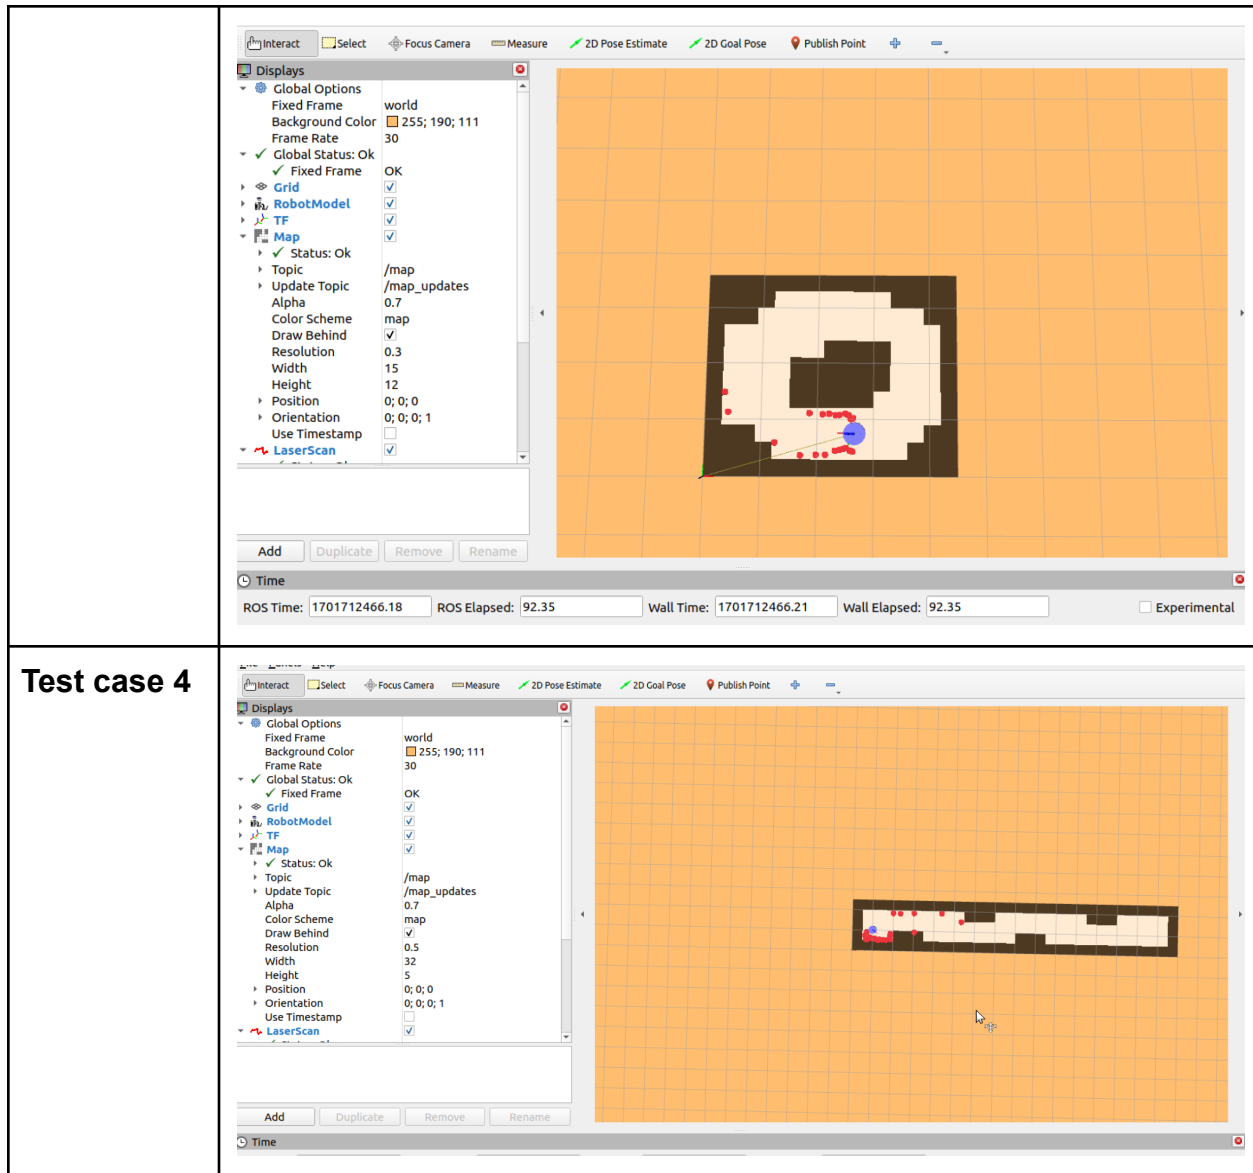 Interact Select Focus Camera Measure 2D Pose Estimate 2D Goal Pose Publish Point
Displays
Global Options
Fixed Frame world
Background Color 255; 190; 111
Frame Rate 30
Global Status: Ok
Fixed Frame OK
Grid
RobotModel
TF
Map
Status: Ok
Topic /map
Update Topic /map_updates
Alpha 0.7
Color Scheme map
Draw Behind
Resolution 0.3
Width 15
Height 12
Position 0; 0; 0
Orientation 0; 0; 0; 1
Use Timestamp
LaserScan
Add Duplicate Remove Rename
Time
ROS Time: 1701712466.18 ROS Elapsed: 92.35 Wall Time: 1701712466.21 Wall Elapsed: 92.35 Experimental
Test case 4
Interact Select Focus Camera Measure 2D Pose Estimate 2D Goal Pose Publish Point
Displays
Global Options
Fixed Frame world
Background Color 255; 190; 111
Frame Rate 30
Global Status: Ok
Fixed Frame OK
Grid
RobotModel
TF
Map
Status: Ok
Topic /map
Update Topic /map_updates
Alpha 0.7
Color Scheme map
Draw Behind
Resolution 0.5
Width 32
Height 5
Position 0; 0; 0
Orientation 0; 0; 0; 1
Use Timestamp
LaserScan
Add Duplicate Remove Rename
Time